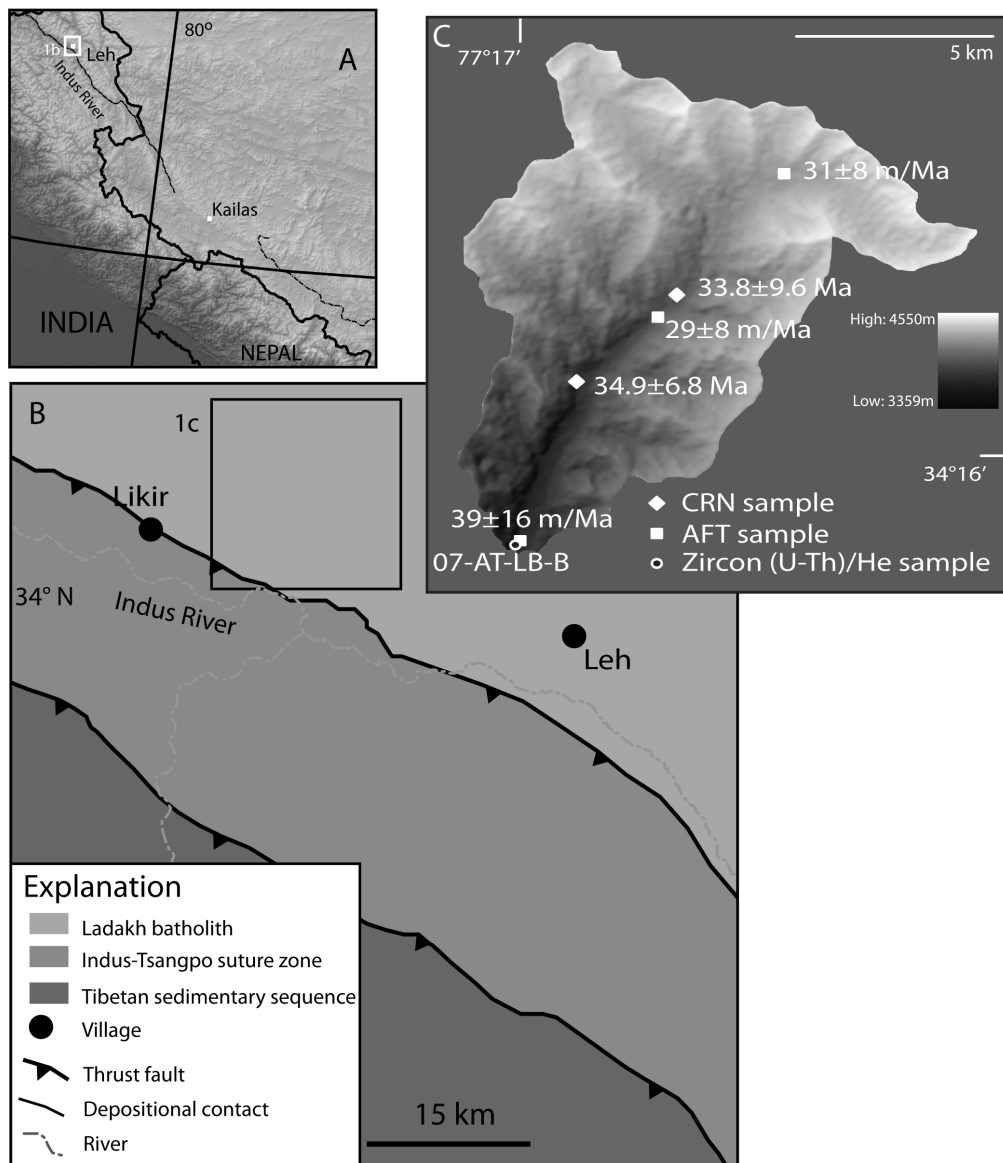 80°
1b
Leh
A
Indus River
Kailas
INDIA
NEPAL
C
77°17’
5 km
31±8 m/Ma
33.8±9.6 Ma
29±8 m/Ma
High: 4550m
34.9±6.8 Ma
Low: 3359m
34°16’
39±16 m/Ma
07-AT-LB-B
CRN sample
AFT sample
Zircon (U-Th)/He sample
B
1c
Likir
34° N
Indus River
Leh
Explanation
Ladakh batholith
Indus-Tsangpo suture zone
Tibetan sedimentary sequence
Village
Thrust fault
Depositional contact
River
15 km